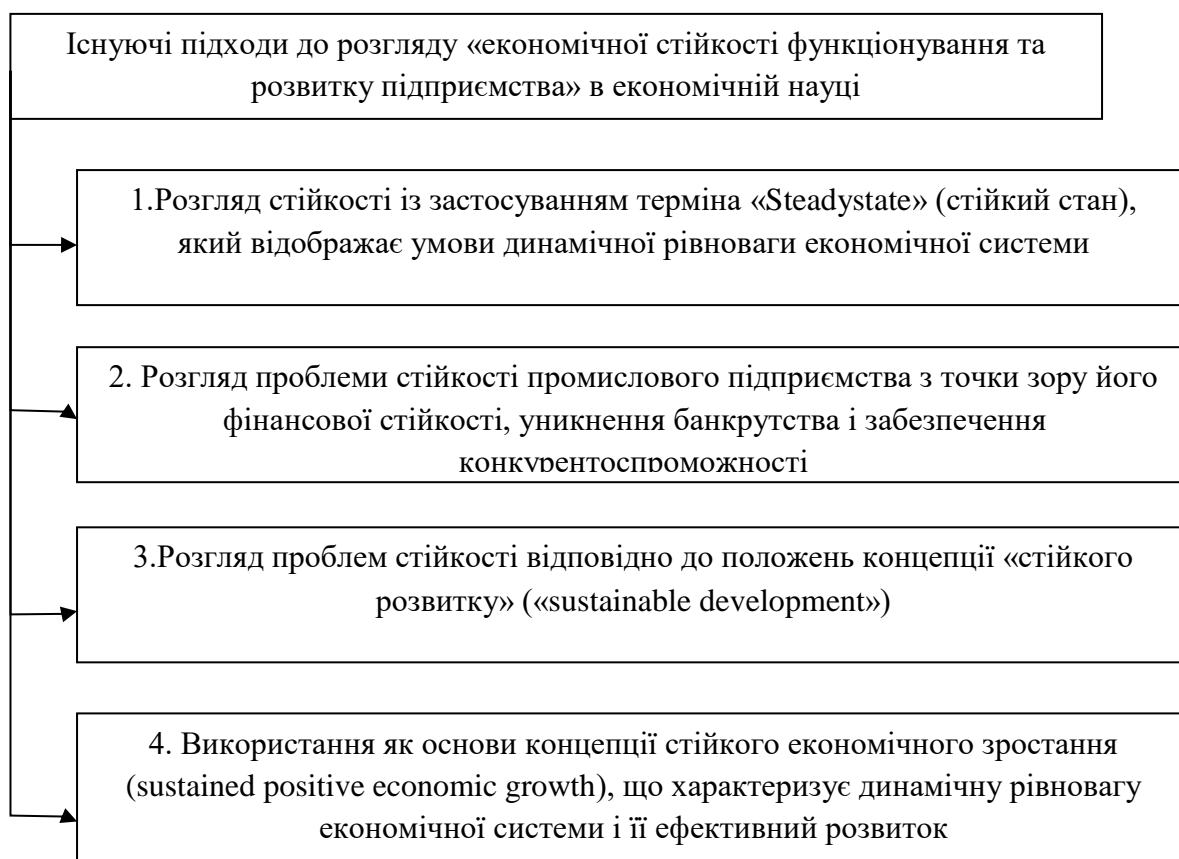 Існуючі підходи до розгляду «економічної стійкості функціонування та
розвитку підприємства» в економічній науці
1.Розгляд стійкості із застосуванням терміна «Steadystate» (стійкий стан),
який відображає умови динамічної рівноваги економічної системи
2. Розгляд проблеми стійкості промислового підприємства з точки зору його
фінансової стійкості, уникнення банкрутства і забезпечення
конкурентоспроможності
3.Розгляд проблем стійкості відповідно до положень концепції «стійкого
розвитку» («sustainable development»)
4. Використання як основи концепції стійкого економічного зростання
(sustained positive economic growth), що характеризує динамічну рівновагу
економічної системи і її ефективний розвиток